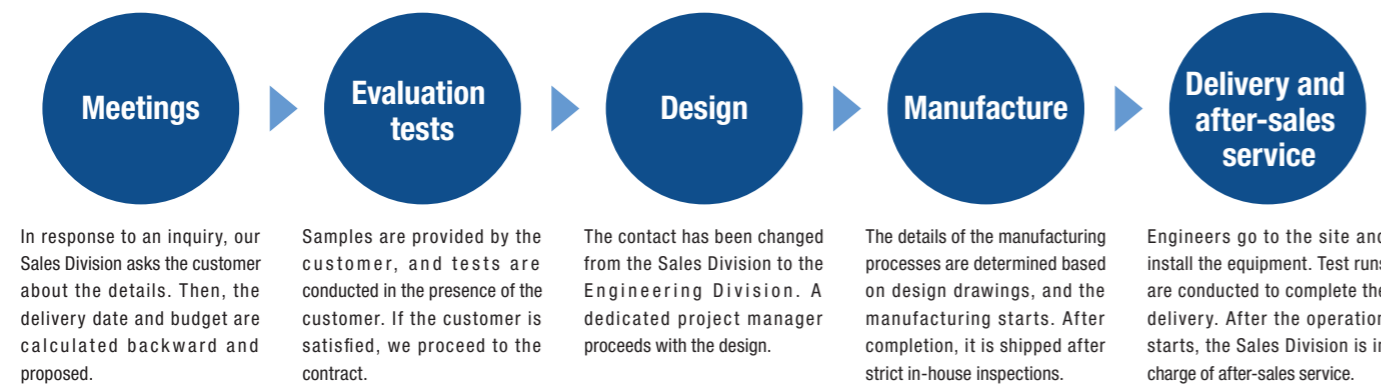 Meetings
In response to an inquiry, our
Sales Division asks the customer
about the details. Then, the
delivery date and budget are
calculated backward and
proposed.
Evaluation
tests
Samples are provided by the
customer, and tests are
conducted in the presence of the
customer. If the customer is
satisfied, we proceed to the
contract.
Design
The contact has been changed
from the Sales Division to the
Engineering Division. A
dedicated project manager
proceeds with the design.
Manufacture
The details of the manufacturing
processes are determined based
on design drawings, and the
manufacturing starts. After
completion, it is shipped after
strict in-house inspections.
Delivery and
after-sales
service
Engineers go to the site and
install the equipment. Test runs
are conducted to complete the
delivery. After the operation
starts, the Sales Division is in
charge of after-sales service.